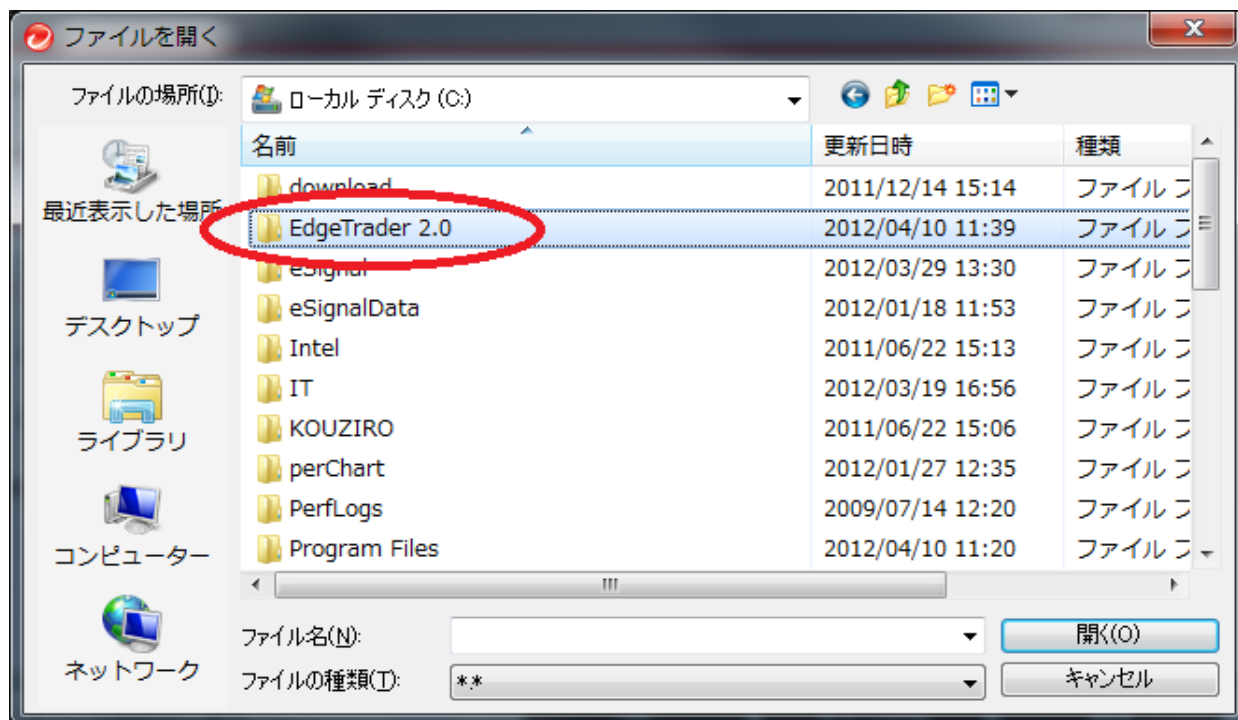 ファイルを開く
ファイルの場所(I):
ローカル ディスク (C:)
名前 更新日時 種類
download 2011/12/14 15:14 ファイル フ
EdgeTrader 2.0 2012/04/10 11:39 ファイル フ
eSignal 2012/03/29 13:30 ファイル フ
eSignalData 2012/01/18 11:53 ファイル フ
Intel 2011/06/22 15:13 ファイル フ
IT 2012/03/19 16:56 ファイル フ
KOUZIRO 2011/06/22 15:06 ファイル フ
perChart 2012/01/27 12:35 ファイル フ
PerfLogs 2009/07/14 12:20 ファイル フ
Program Files 2012/04/10 11:20 ファイル フ
最近表示した場所
デスクトップ
ライブラリ
コンピューター
ネットワーク
ファイル名(N):
開く(O)
ファイルの種類(T):
*.*
キャンセル